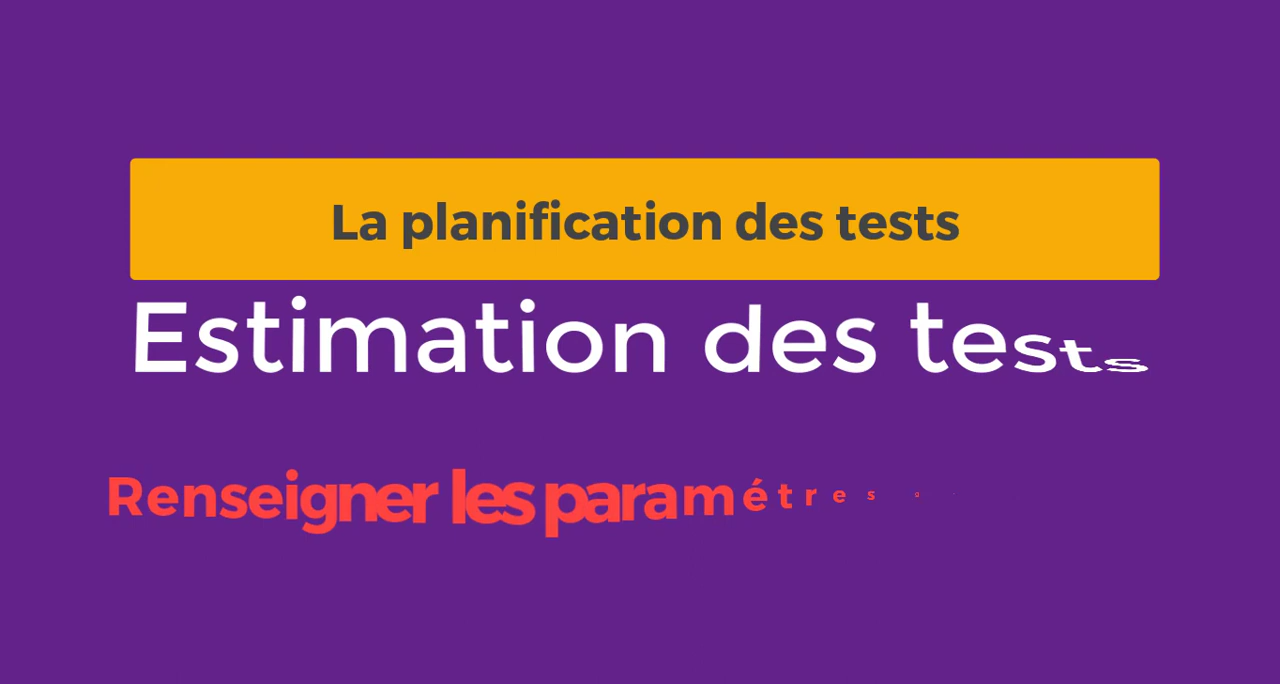 La planification des tests
Estimation des tests
Renseigner les paramétres